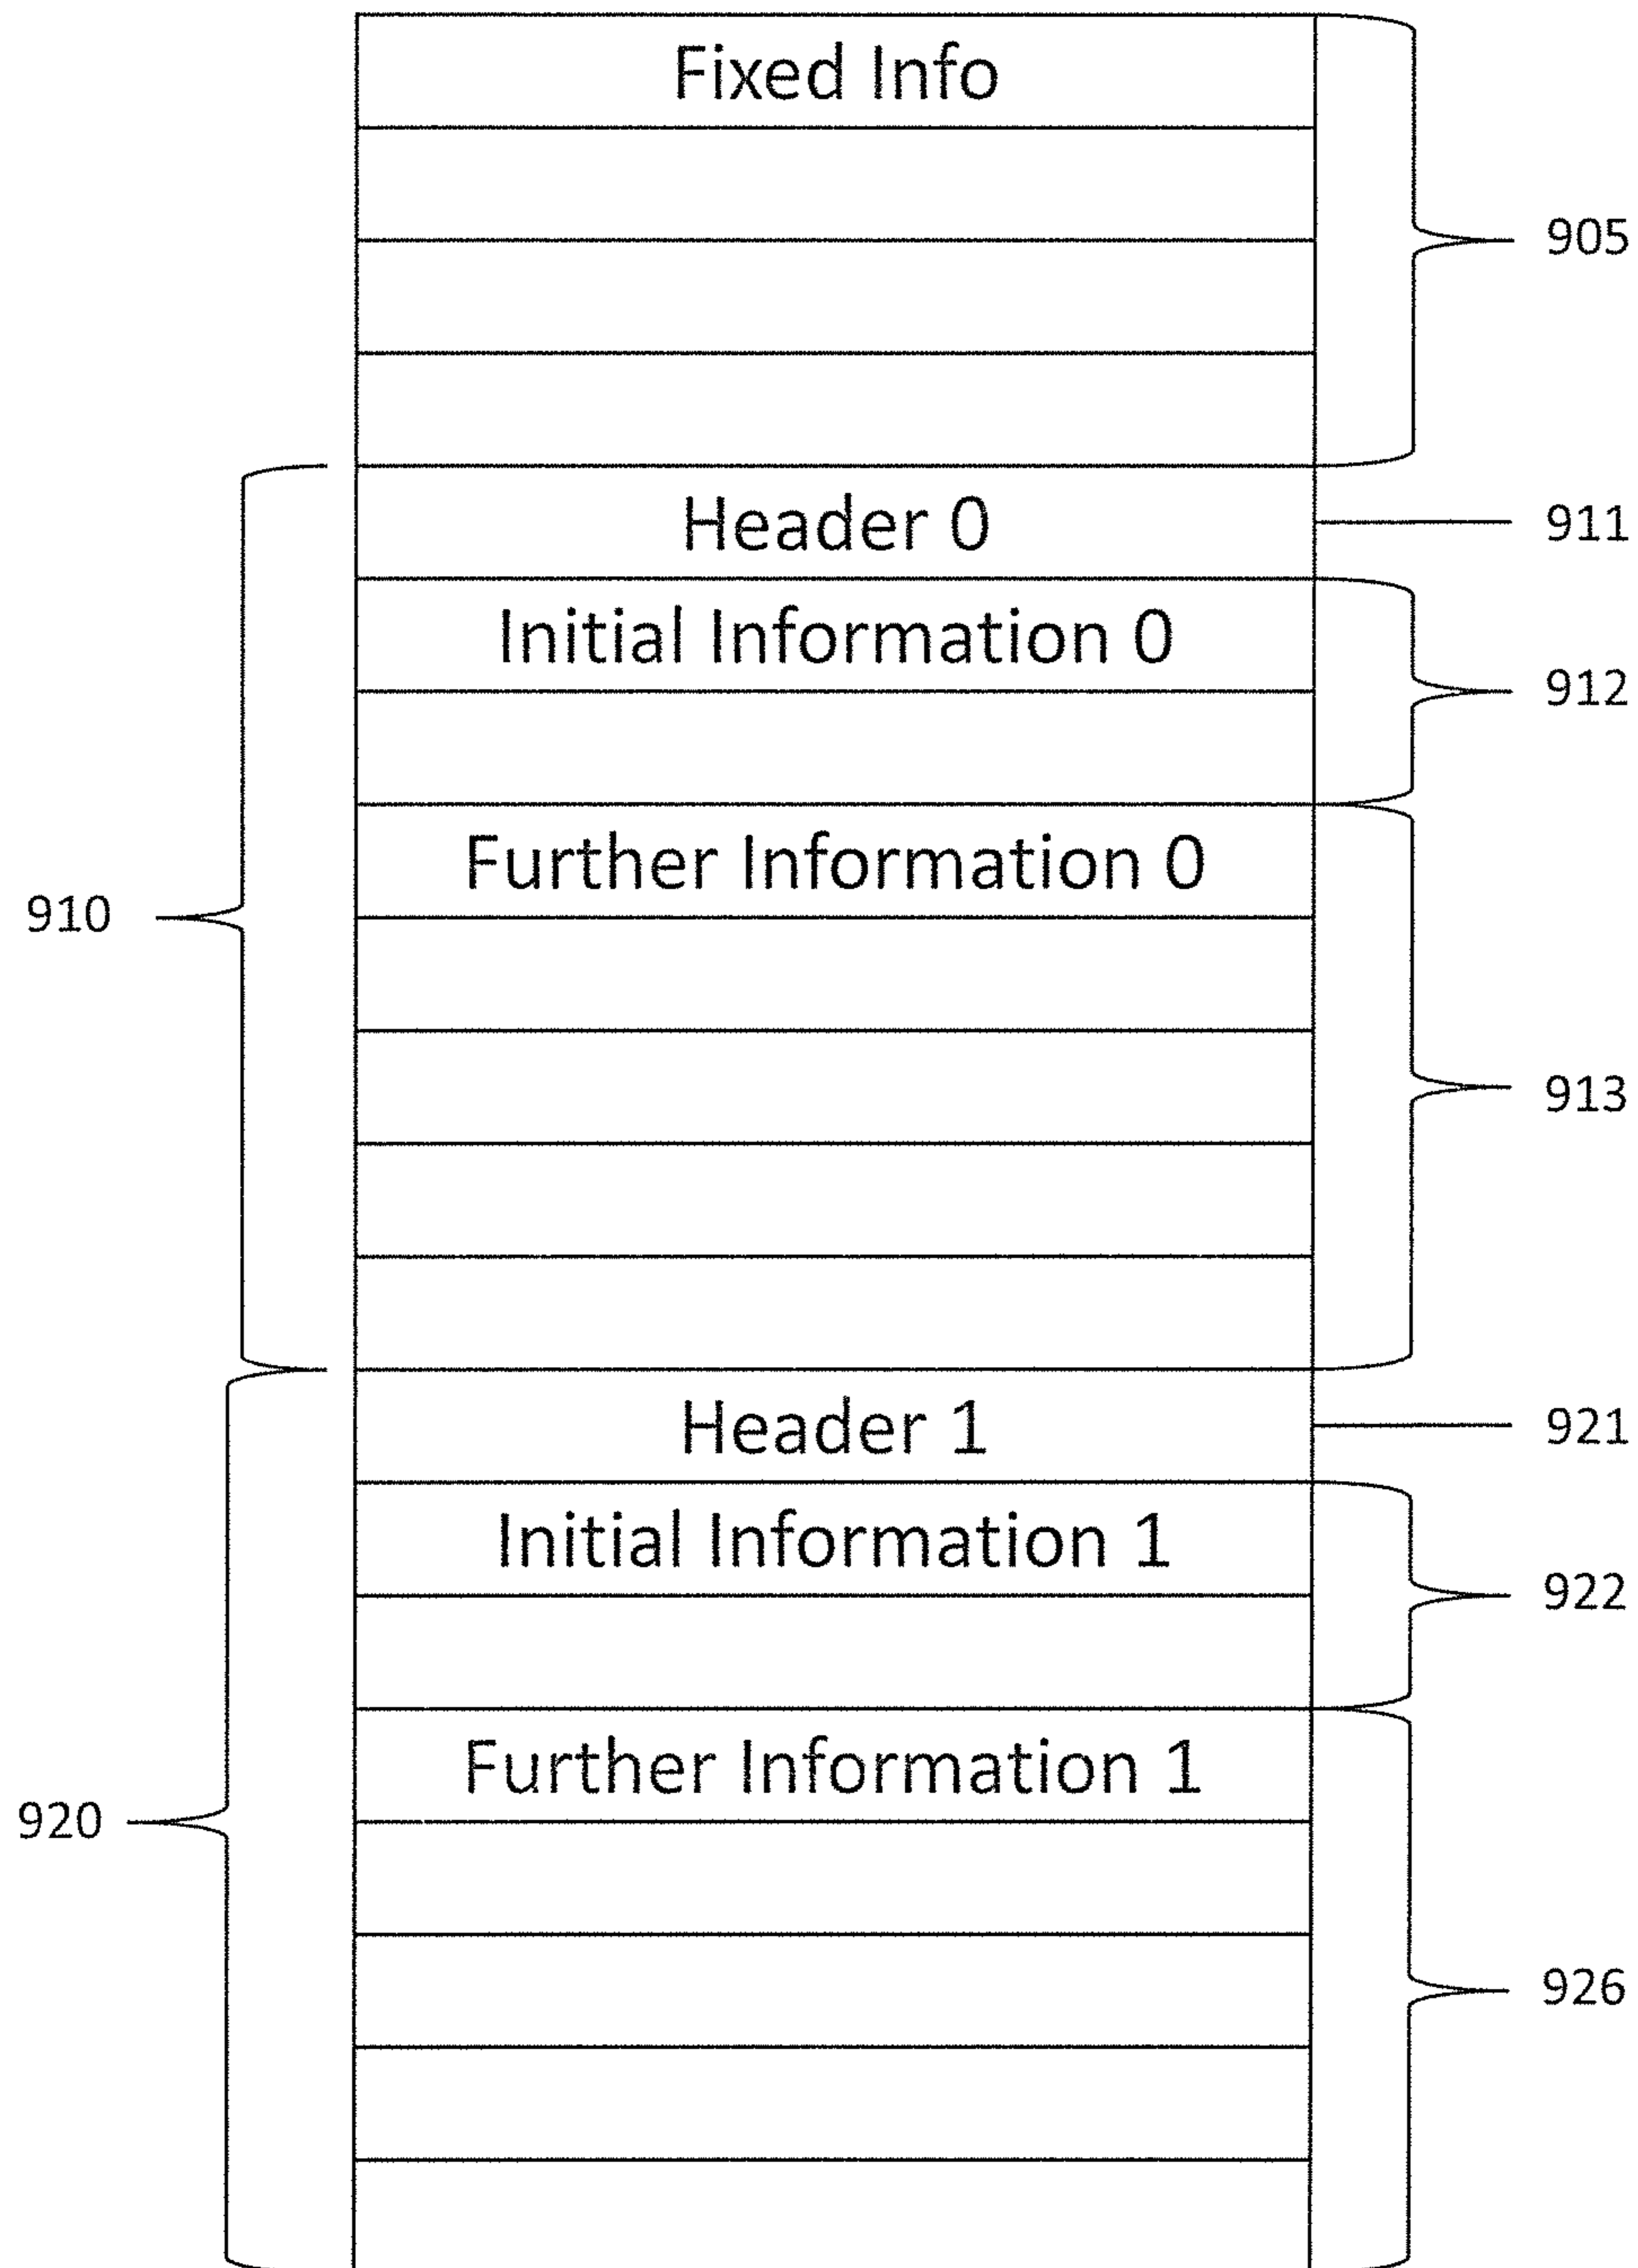 Fixed Info
905
Header 0
911
Initial Information 0
912
Further Information 0
910
913
Header 1
921
Initial Information 1
922
Further Information 1
920
926